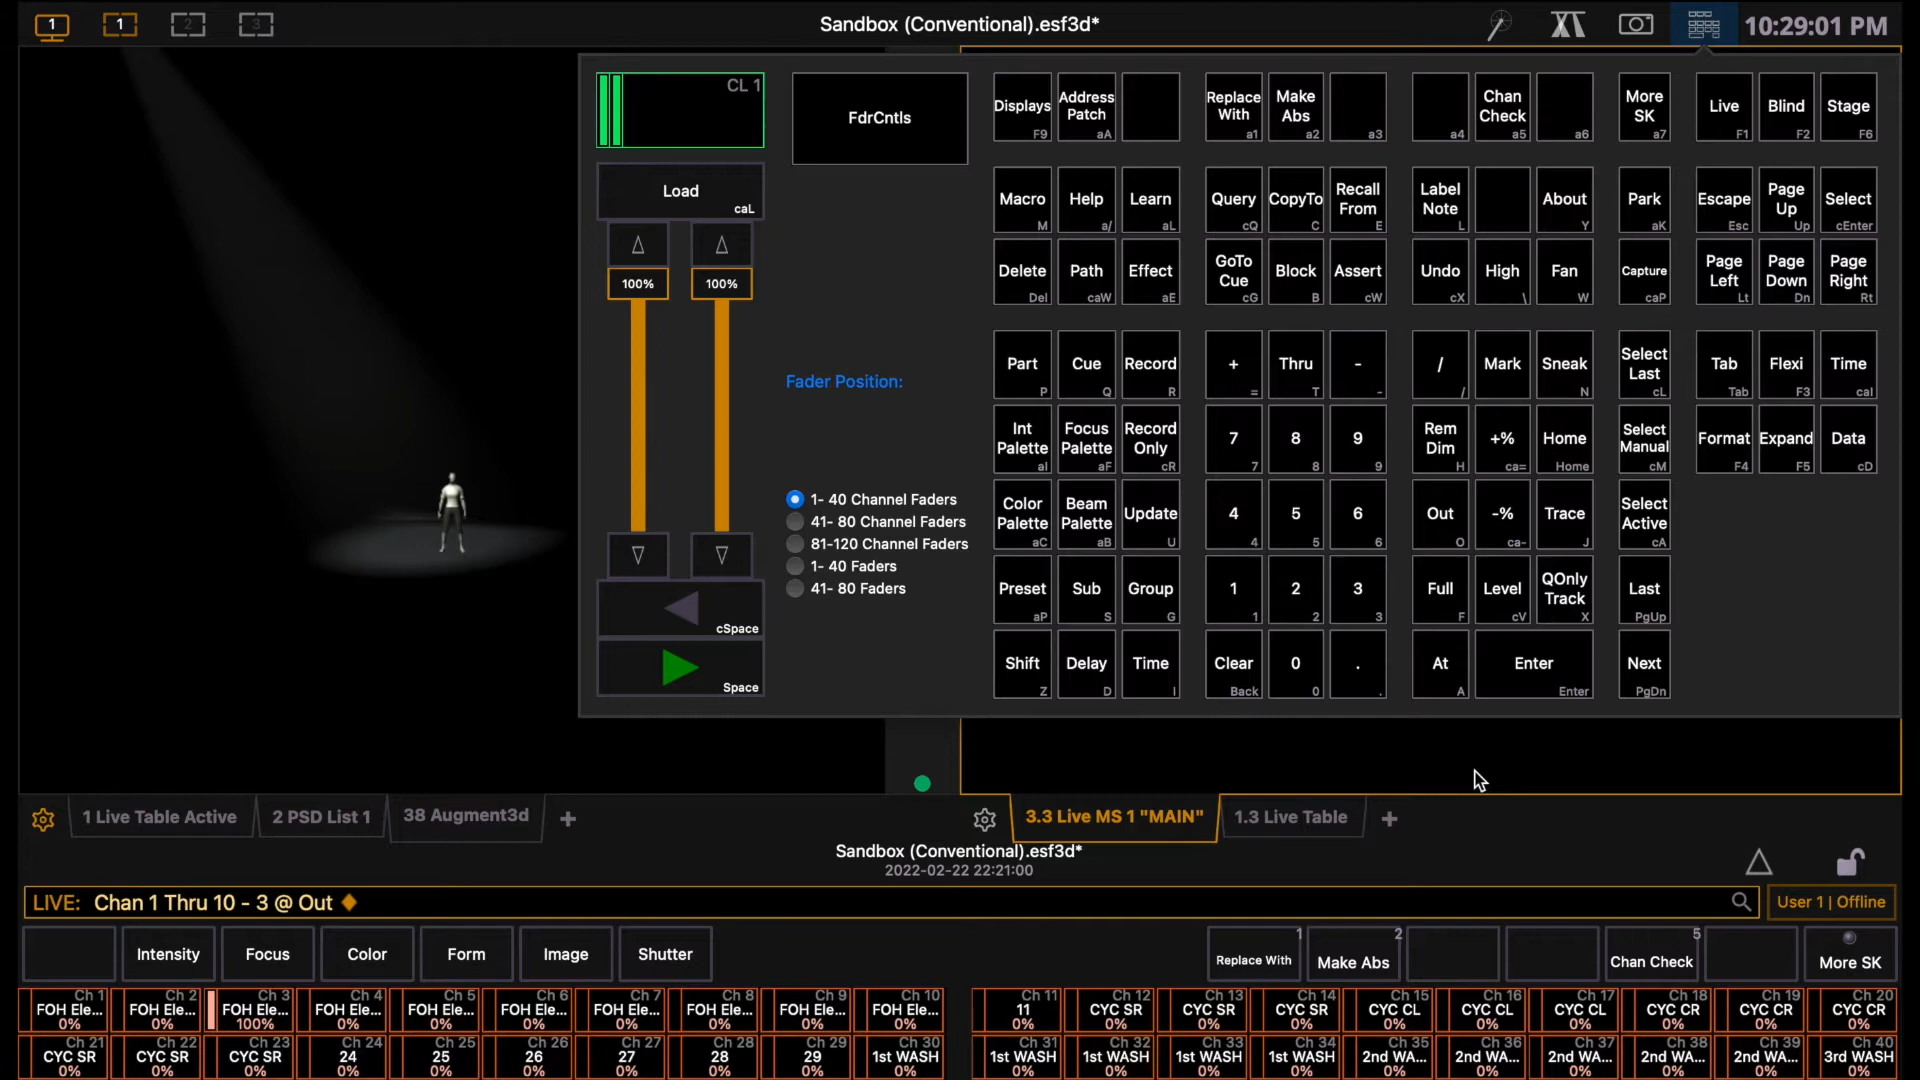 1
1
2
3
Sandbox (Conventional).esf3d*
10:29:01 PM
CL 1
FdrCntls
Load
caL
100%
100%
Fader Position:
1- 40 Channel Faders
41- 80 Channel Faders
81-120 Channel Faders
1- 40 Faders
41- 80 Faders
cSpace
Space
Displays F9
Address Patch aA
Replace With a1
Make Abs a2
a3
a4
Chan Check a5
a6
More SK a7
Live F1
Blind F2
Stage F6
Macro M
Help a/
Learn aL
Query cQ
CopyTo C
Recall From E
Label Note L
About Y
Park aK
Escape Esc
Page Up Up
Select cEnter
Delete Del
Path caW
Effect aE
GoTo Cue cG
Block B
Assert cW
Undo cX
High \
Fan W
Capture caP
Page Left Lt
Page Down Dn
Page Right Rt
Part P
Cue Q
Record R
+ =
Thru T
- -
/ /
Mark
Sneak N
Select Last cL
Tab Tab
Flexi F3
Time caI
Int Palette aI
Focus Palette aF
Record Only cR
7 7
8 8
9 9
Rem Dim H
+% ca=
Home Home
Select Manual cM
Format F4
Expand F5
Data cD
Color Palette aC
Beam Palette aB
Update U
4 4
5 5
6 6
Out O
-% ca-
Trace J
Select Active cA
Preset aP
Sub S
Group G
1 1
2 2
3 3
Full F
Level cV
QOnly Track X
Last PgUp
Shift Z
Delay D
Time I
Clear Back
0 0
. .
At A
Enter Enter
Next PgDn
1 Live Table Active
2 PSD List 1
38 Augment3d
+
3.3 Live MS 1 "MAIN"
1.3 Live Table
+
Sandbox (Conventional).esf3d*
2022-02-22 22:21:00
LIVE: Chan 1 Thru 10 - 3 @ Out
User 1 | Offline
Intensity
Focus
Color
Form
Image
Shutter
1 Replace With
2 Make Abs
5 Chan Check
More SK
Ch 1 Ch 2 Ch 3 Ch 4 Ch 5 Ch 6 Ch 7 Ch 8 Ch 9 Ch 10 Ch 11 Ch 12 Ch 13 Ch 14 Ch 15 Ch 16 Ch 17 Ch 18 Ch 19 Ch 20
FOH Ele... FOH Ele... FOH Ele... FOH Ele... FOH Ele... FOH Ele... FOH Ele... FOH Ele... FOH Ele... FOH Ele... 11 CYC SR CYC SR CYC SR CYC CL CYC CL CYC CL CYC CR CYC CR CYC CR
0% 0% 100% 0% 0% 0% 0% 0% 0% 0% 0% 0% 0% 0% 0% 0% 0% 0% 0% 0%
Ch 21 Ch 22 Ch 23 Ch 24 Ch 25 Ch 26 Ch 27 Ch 28 Ch 29 Ch 30 Ch 31 Ch 32 Ch 33 Ch 34 Ch 35 Ch 36 Ch 37 Ch 38 Ch 39 Ch 40
CYC SR CYC SR CYC SR 24 25 26 27 28 29 1st WASH 1st WASH 1st WASH 1st WASH 1st WASH 2nd WA... 2nd WA... 2nd WA... 2nd WA... 2nd WA... 3rd WASH
0% 0% 0% 0% 0% 0% 0% 0% 0% 0% 0% 0% 0% 0% 0% 0% 0% 0% 0% 0%